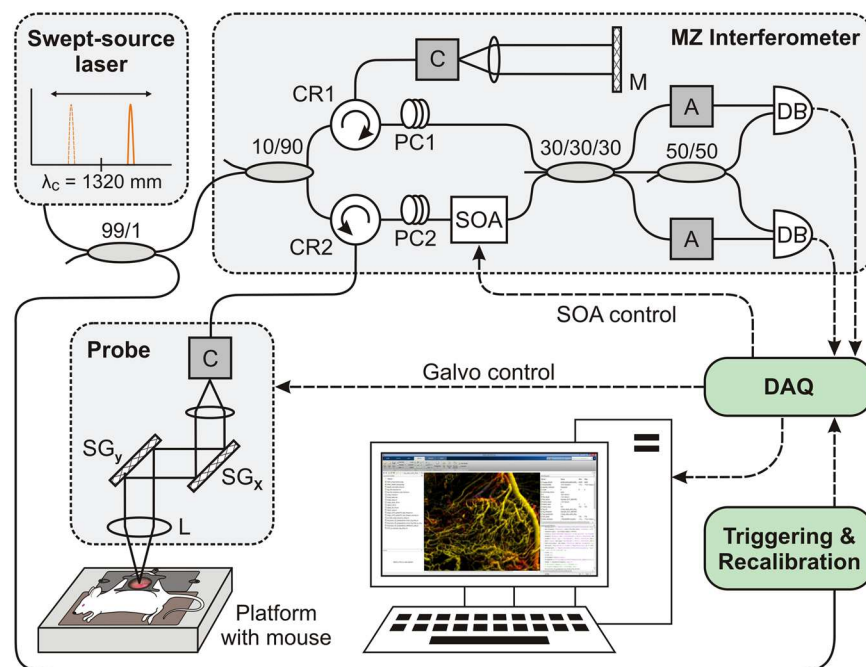 Swept-source
laser
λC = 1320 mm
MZ Interferometer
C
M
CR1
PC1
10/90
30/30/30
A
DB
50/50
99/1
CR2
PC2
SOA
A
DB
SOA control
Probe
C
Galvo control
DAQ
SGy
SGx
L
Triggering &
Recalibration
Platform
with mouse